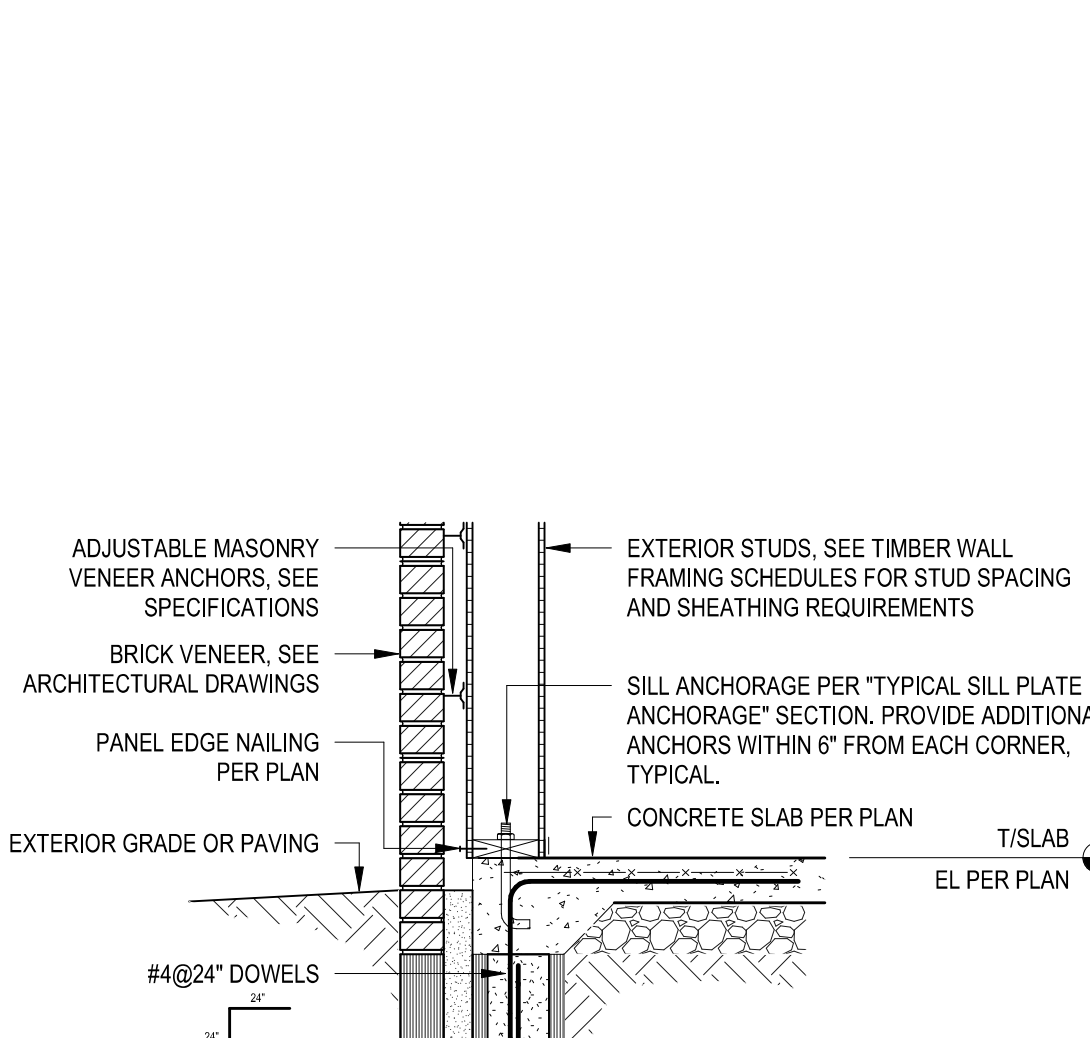 ADJUSTABLE MASONRY
VENEER ANCHORS, SEE
SPECIFICATIONS
BRICK VENEER, SEE
ARCHITECTURAL DRAWINGS
PANEL EDGE NAILING
PER PLAN
EXTERIOR GRADE OR PAVING
#4@24" DOWELS
24"
24"
EXTERIOR STUDS, SEE TIMBER WALL
FRAMING SCHEDULES FOR STUD SPACING
AND SHEATHING REQUIREMENTS
SILL ANCHORAGE PER "TYPICAL SILL PLATE
ANCHORAGE" SECTION. PROVIDE ADDITIONA
ANCHORS WITHIN 6" FROM EACH CORNER,
TYPICAL.
CONCRETE SLAB PER PLAN
T/SLAB
EL PER PLAN